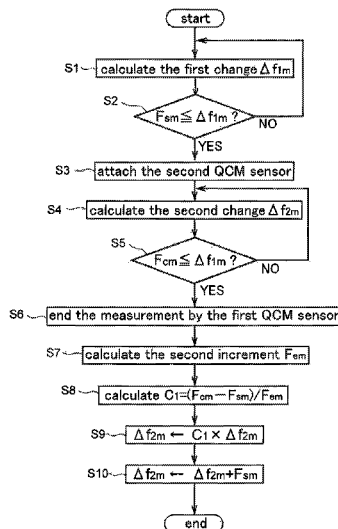 start
S1 calculate the first change Δf1m
S2
Fsm ≦ Δf1m ?
NO
YES
S3 attach the second QCM sensor
S4 calculate the second change Δf2m
S5
Fcm ≦ Δf1m ?
NO
YES
S6 end the measurement by the first QCM sensor
S7 calculate the second increment Fem
S8 calculate C1=(Fcm−Fsm)/Fem
S9 Δf2m ← C1 × Δf2m
S10 Δf2m ← Δf2m+Fsm
end